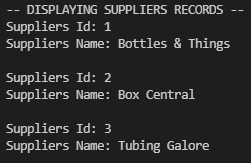 -- DISPLAYING SUPPLIERS RECORDS --
Suppliers Id: 1
Suppliers Name: Bottles & Things
Suppliers Id: 2
Suppliers Name: Box Central
Suppliers Id: 3
Suppliers Name: Tubing Galore